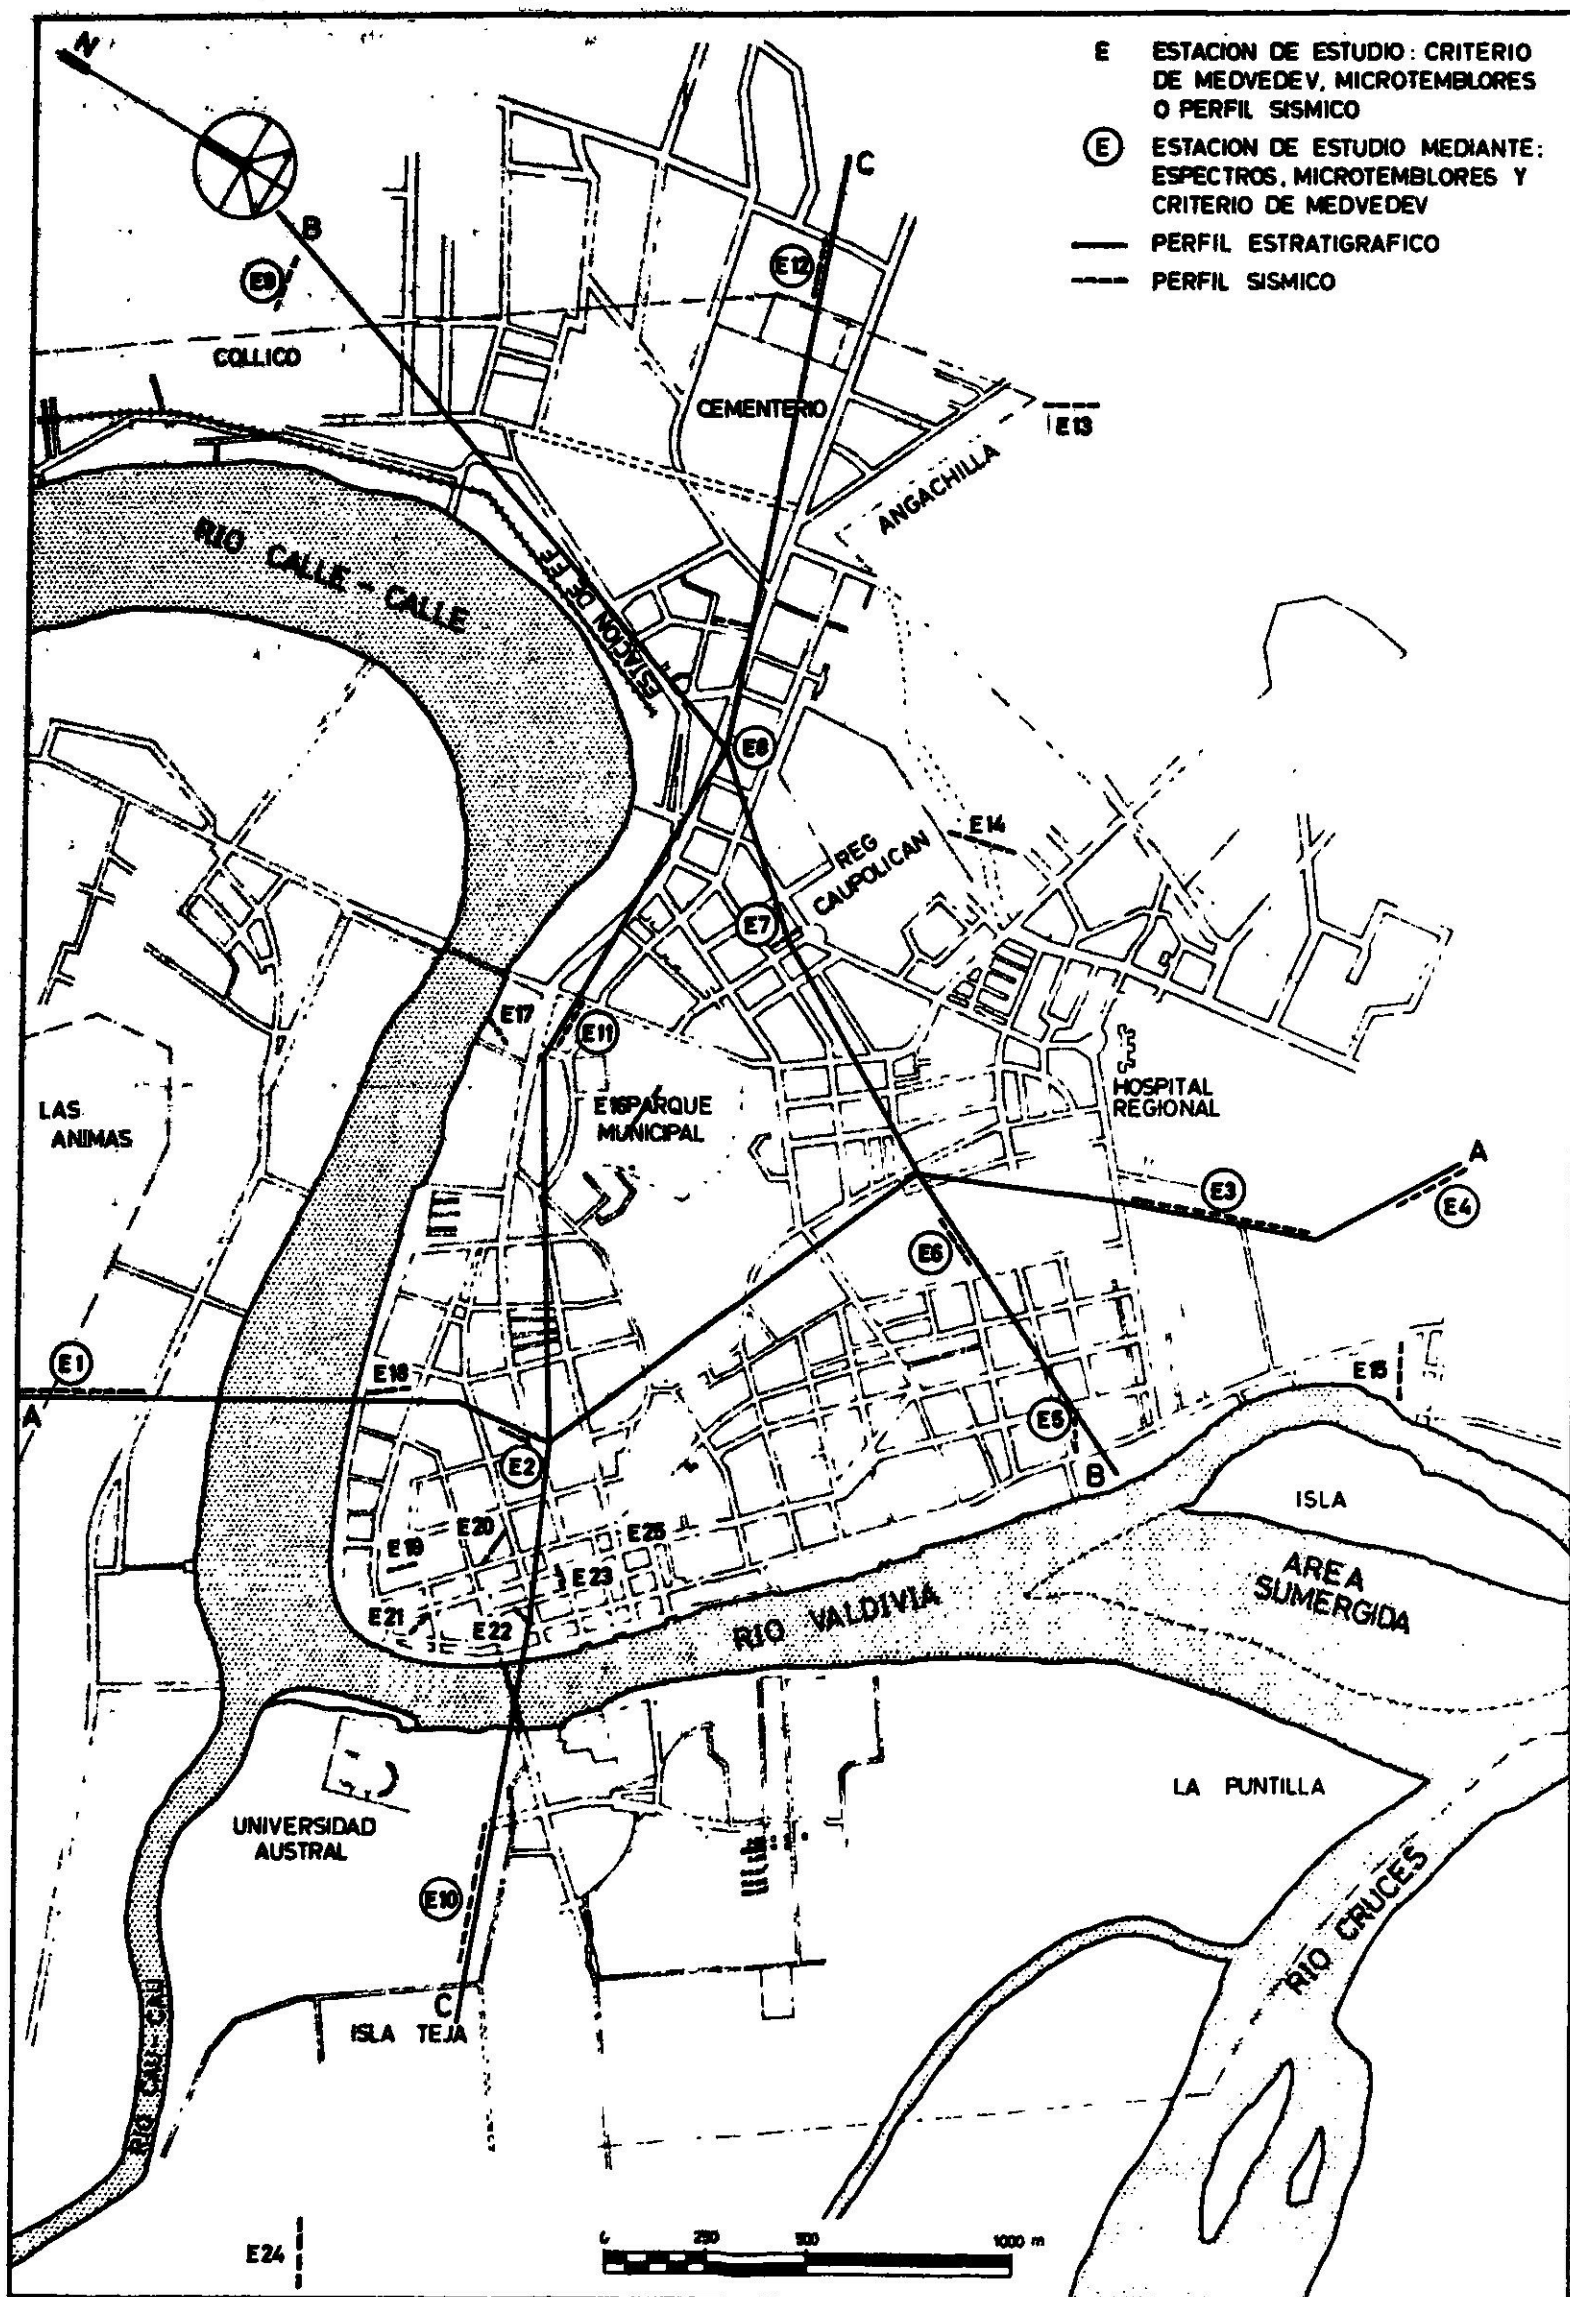 N
E ESTACION DE ESTUDIO: CRITERIO
DE MEDVEDEV, MICROTEMBLORES
O PERFIL SISMICO
E ESTACION DE ESTUDIO MEDIANTE:
ESPECTROS, MICROTEMBLORES Y
CRITERIO DE MEDVEDEV
PERFIL ESTRATIGRAFICO
PERFIL SISMICO
C
B
E9
E12
COLLICO
CEMENTERIO
E13
ANGACHILLA
RIO CALLE - CALLE
ESTACION DE FF
E8
E14
REG
CAUPOLICAN
E7
E17
E11
HOSPITAL
REGIONAL
LAS
ANIMAS
E16 PARQUE
MUNICIPAL
A
E3
E4
E6
E1
E18
E15
A
E5
E2
B
ISLA
E20
E25
E19
AREA
SUMERGIDA
E23
E21
E22
RIO VALDIVIA
LA PUNTILLA
UNIVERSIDAD
AUSTRAL
E10
RIO CRUCES
C
ISLA TEJA
RIO CAU-CAU
E24
250
500
1000 m